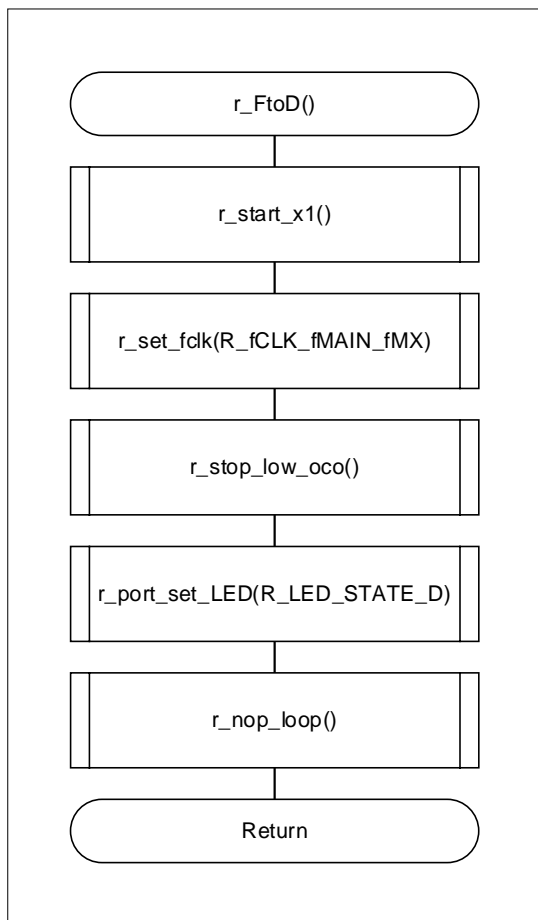 r_FtoD()
r_start_x1()
r_set_fclk(R_fCLK_fMAIN_fMX)
r_stop_low_oco()
r_port_set_LED(R_LED_STATE_D)
r_nop_loop()
Return